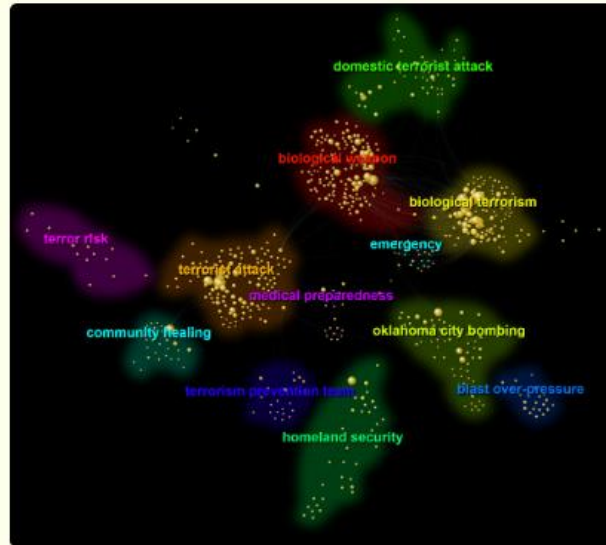 domestic terrorist attack
biological weapon
biological terrorism
terror risk
emergency
terrorist attack
medical preparedness
community healing
oklahoma city bombing
terrorism prevention team
blast over-pressure
homeland security